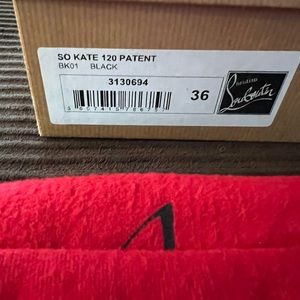 SO KATE 120 PATENT
BK01 BLACK
3130694
36
Louboutin